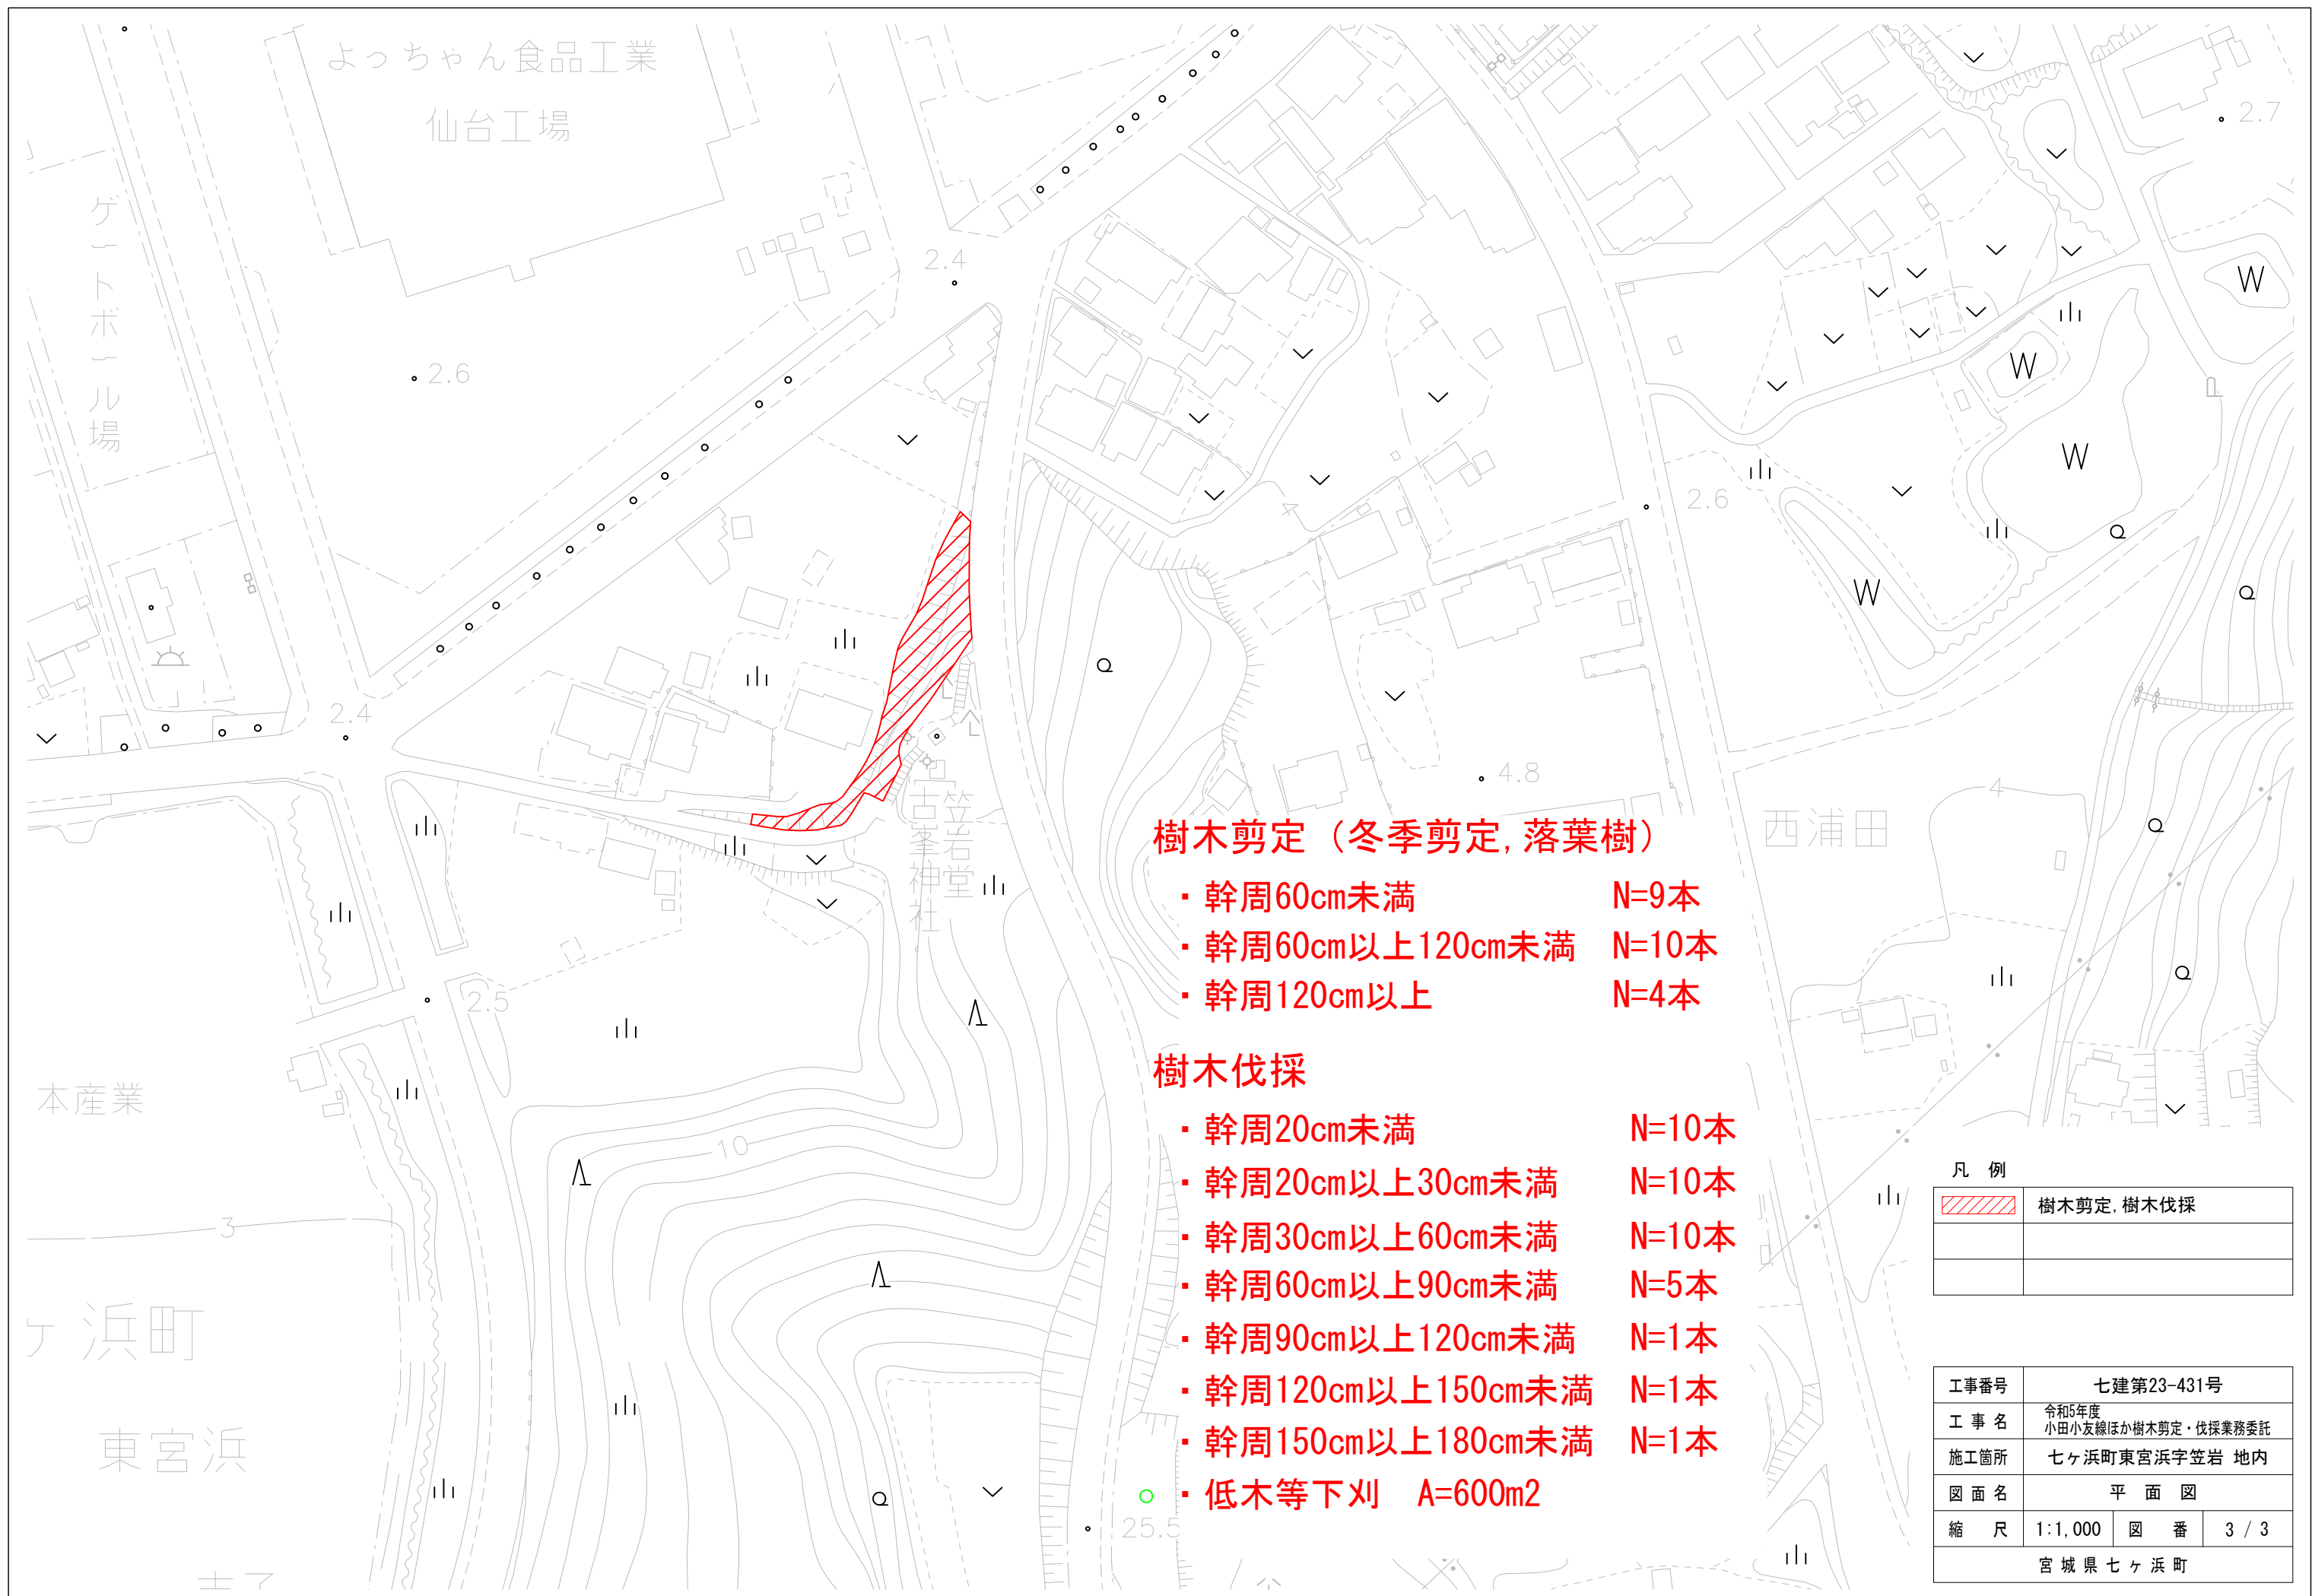 よっちゃん食品工業
仙台工場
ゲートボール場
2.7
2.4
2.6
2.6
4
2.4
4.8
4
西浦田
笠岩堂
古峯神社
2.5
本産業
10
3
ヶ浜町
東宮浜
25.5
樹木剪定（冬季剪定,落葉樹）
・幹周60cm未満 N=9本
・幹周60cm以上120cm未満 N=10本
・幹周120cm以上 N=4本
樹木伐採
・幹周20cm未満 N=10本
・幹周20cm以上30cm未満 N=10本
・幹周30cm以上60cm未満 N=10本
・幹周60cm以上90cm未満 N=5本
・幹周90cm以上120cm未満 N=1本
・幹周120cm以上150cm未満 N=1本
・幹周150cm以上180cm未満 N=1本
・低木等下刈 A=600m2
凡 例
樹木剪定,樹木伐採
工事番号 七建第23-431号
工事名 令和5年度
小田小友線ほか樹木剪定・伐採業務委託
施工箇所 七ヶ浜町東宮浜字笠岩 地内
図面名 平面図
縮尺 1:1,000 図番 3 / 3
宮城県七ヶ浜町